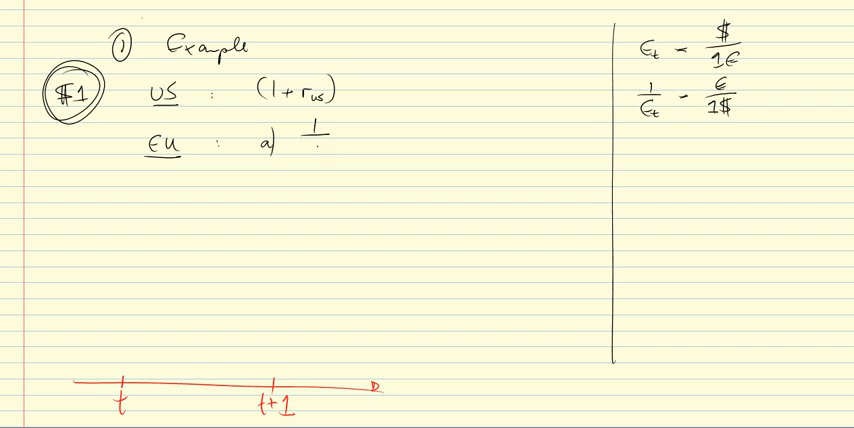 ① Example
$1 US : (1 + r_US)
EU : a) 1/
E_t = $/1€
1/E_t = €/1$
t t+1